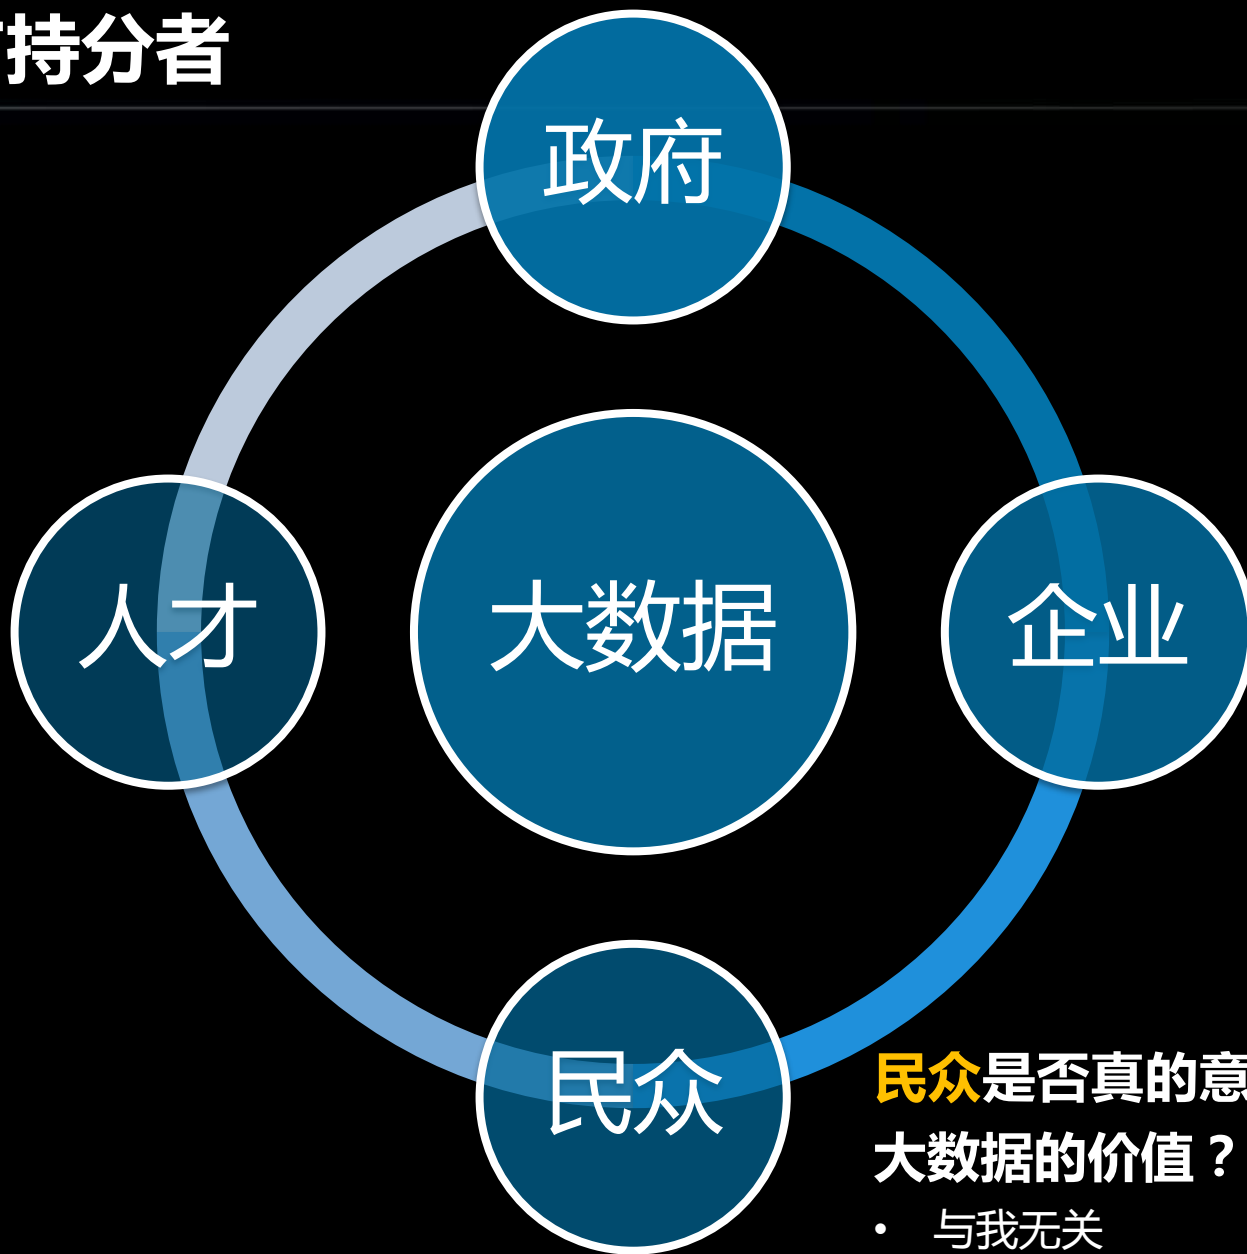 持分者
政府
人才
大数据
企业
民众
民众是否真的意
大数据的价值？
• 与我无关